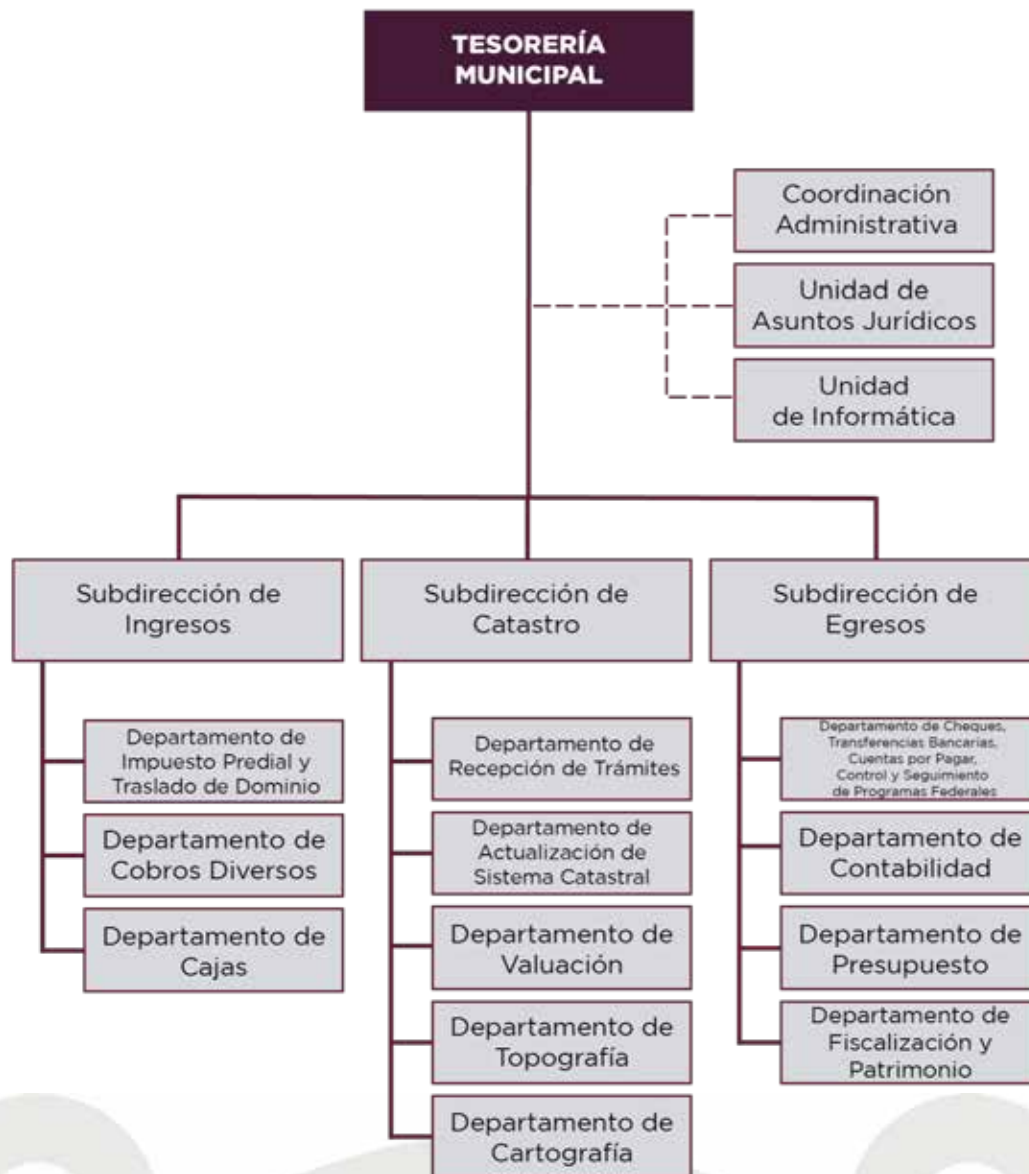 TESORERÍA
MUNICIPAL
Coordinación
Administrativa
Unidad de
Asuntos Jurídicos
Unidad
de Informática
Subdirección de
Ingresos
Departamento de
Impuesto Predial y
Traslado de Dominio
Departamento de
Cobros Diversos
Departamento de
Cajas
Subdirección de
Catastro
Departamento de
Recepción de Trámites
Departamento de
Actualización de
Sistema Catastral
Departamento de
Valuación
Departamento de
Topografía
Departamento de
Cartografía
Subdirección de
Egresos
Departamento de Cheques,
Transferencias Bancarias,
Cuentas por Pagar,
Control y Seguimiento
de Programas Federales
Departamento de
Contabilidad
Departamento de
Presupuesto
Departamento de
Fiscalización y
Patrimonio